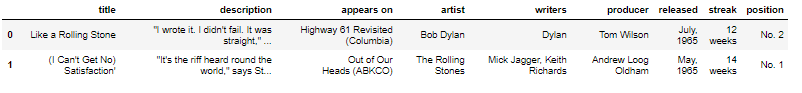 title description appears on artist writers producer released streak position
0 Like a Rolling Stone "I wrote it. I didn't fail. It was straight," ... Highway 61 Revisited (Columbia) Bob Dylan Dylan Tom Wilson July, 1965 12 weeks No. 2
1 (I Can't Get No) Satisfaction' "It's the riff heard round the world," says St... Out of Our Heads (ABKCO) The Rolling Stones Mick Jagger, Keith Richards Andrew Loog Oldham May, 1965 14 weeks No. 1